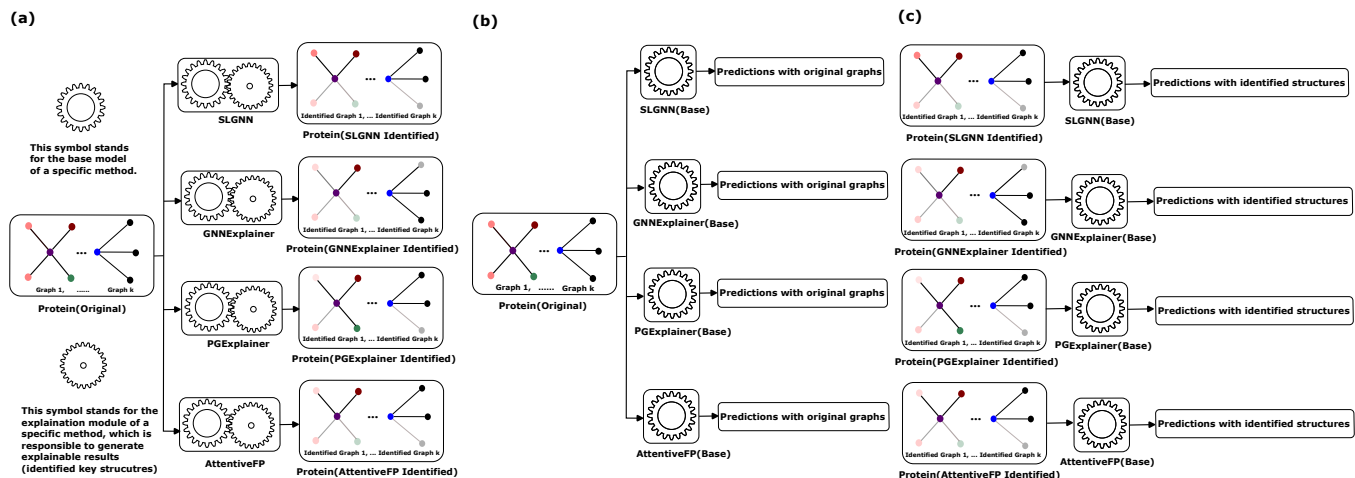 (a)
This symbol stands
for the base model
of a specific method.
Graph 1, ...... Graph k
Protein(Original)
This symbol stands for the
explaination module of a
specific method, which is
responsible to generate
explainable results
(identified key strucutres)
SLGNN
Identified Graph 1, ... Identified Graph k
Protein(SLGNN Identified)
GNNExplainer
Identified Graph 1, ... Identified Graph k
Protein(GNNExplainer Identified)
PGExplainer
Identified Graph 1, ... Identified Graph k
Protein(PGExplainer Identified)
AttentiveFP
Identified Graph 1, ... Identified Graph k
Protein(AttentiveFP Identified)
(b)
Graph 1, ...... Graph k
Protein(Original)
SLGNN(Base)
Predictions with original graphs
GNNExplainer(Base)
Predictions with original graphs
PGExplainer(Base)
Predictions with original graphs
AttentiveFP(Base)
Predictions with original graphs
(c)
Identified Graph 1, ... Identified Graph k
Protein(SLGNN Identified)
SLGNN(Base)
Predictions with identified structures
Identified Graph 1, ... Identified Graph k
Protein(GNNExplainer Identified)
GNNExplainer(Base)
Predictions with identified structures
Identified Graph 1, ... Identified Graph k
Protein(PGExplainer Identified)
PGExplainer(Base)
Predictions with identified structures
Identified Graph 1, ... Identified Graph k
Protein(AttentiveFP Identified)
AttentiveFP(Base)
Predictions with identified structures